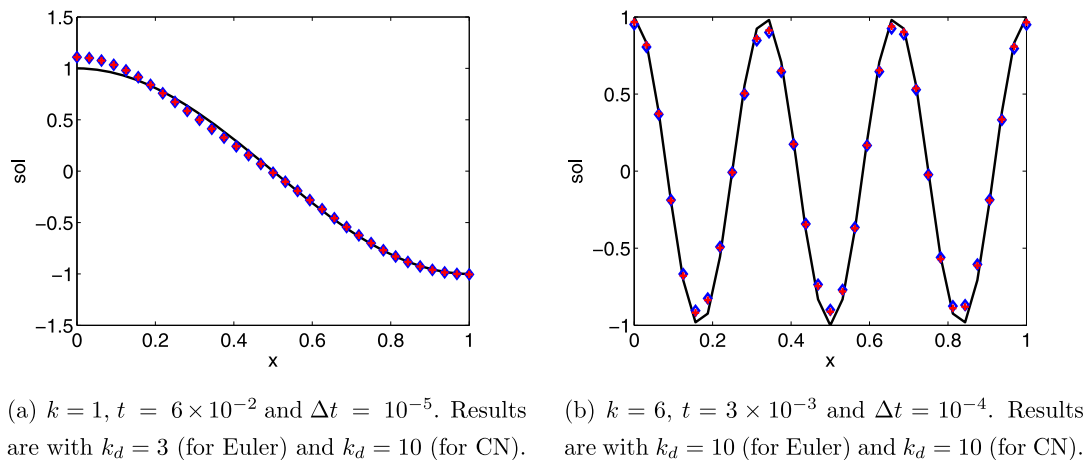 1.5
1
0.5
0
−0.5
−1
−1.5
sol
0 0.2 0.4 0.6 0.8 1
x
1
0.5
0
−0.5
−1
sol
0 0.2 0.4 0.6 0.8 1
x
(a) k = 1, t = 6 × 10⁻² and Δt = 10⁻⁵. Results
are with k_d = 3 (for Euler) and k_d = 10 (for CN).
(b) k = 6, t = 3 × 10⁻³ and Δt = 10⁻⁴. Results
are with k_d = 10 (for Euler) and k_d = 10 (for CN).